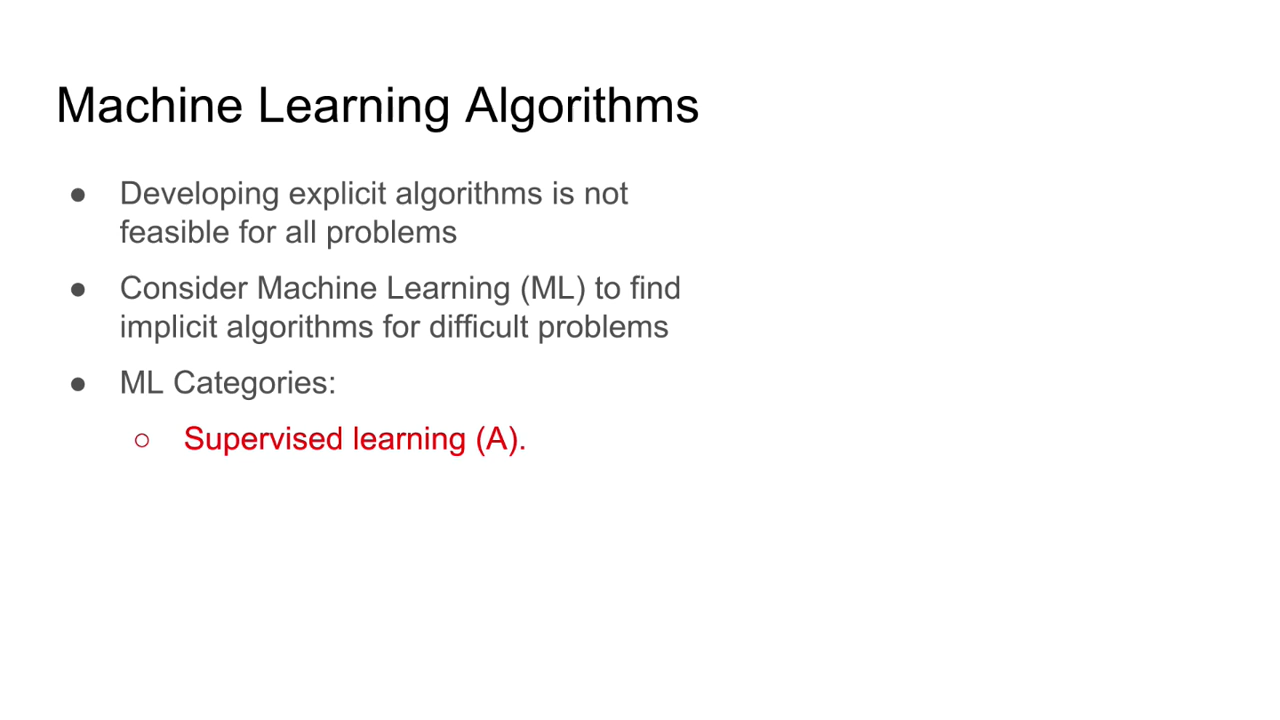 Machine Learning Algorithms
● Developing explicit algorithms is not
feasible for all problems
● Consider Machine Learning (ML) to find
implicit algorithms for difficult problems
● ML Categories:
○ Supervised learning (A).